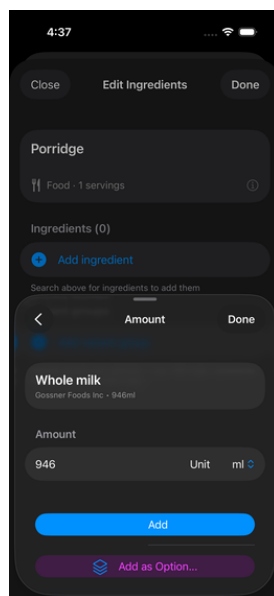 4:37
Close Edit Ingredients Done
Porridge
Food · 1 servings
Ingredients (0)
Add ingredient
Search above for ingredients to add them
Amount Done
Whole milk
Gossner Foods Inc • 946ml
Amount
946 Unit ml
Add
Add as Option...